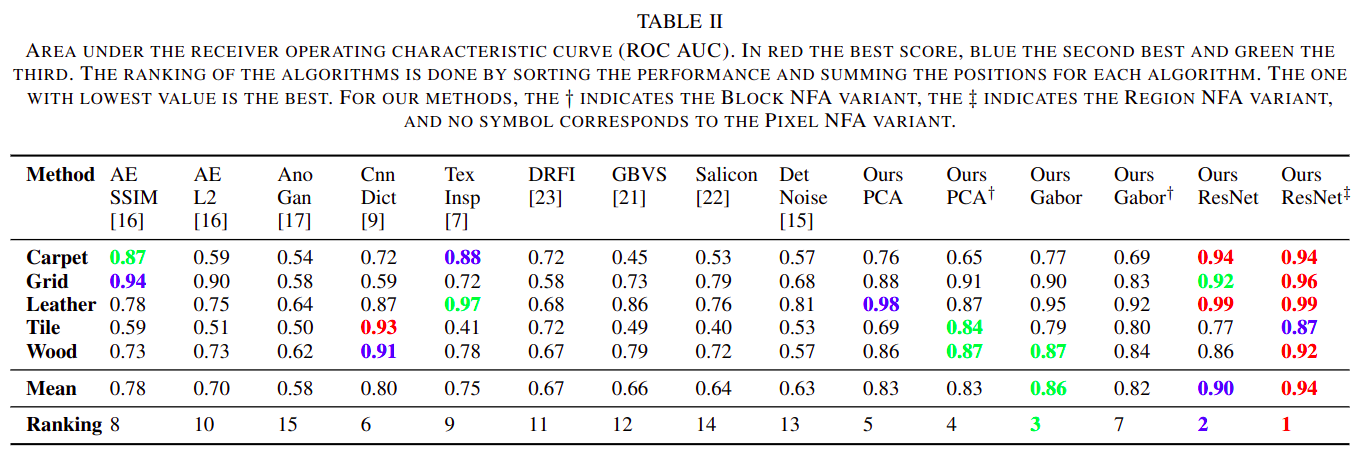 TABLE II
AREA UNDER THE RECEIVER OPERATING CHARACTERISTIC CURVE (ROC AUC). IN RED THE BEST SCORE, BLUE THE SECOND BEST AND GREEN THE
THIRD. THE RANKING OF THE ALGORITHMS IS DONE BY SORTING THE PERFORMANCE AND SUMMING THE POSITIONS FOR EACH ALGORITHM. THE ONE
WITH LOWEST VALUE IS THE BEST. FOR OUR METHODS, THE † INDICATES THE BLOCK NFA VARIANT, THE ‡ INDICATES THE REGION NFA VARIANT,
AND NO SYMBOL CORRESPONDS TO THE PIXEL NFA VARIANT.
Method AE AE Ano Cnn Tex DRFI GBVS Salicon Det Ours Ours Ours Ours Ours Ours
SSIM L2 Gan Dict Insp [23] [21] [22] Noise PCA PCA† Gabor Gabor† ResNet ResNet‡
[16] [16] [17] [9] [7] [15]
Carpet 0.87 0.59 0.54 0.72 0.88 0.72 0.45 0.53 0.57 0.76 0.65 0.77 0.69 0.94 0.94
Grid 0.94 0.90 0.58 0.59 0.72 0.58 0.73 0.79 0.68 0.88 0.91 0.90 0.83 0.92 0.96
Leather 0.78 0.75 0.64 0.87 0.97 0.68 0.86 0.76 0.81 0.98 0.87 0.95 0.92 0.99 0.99
Tile 0.59 0.51 0.50 0.93 0.41 0.72 0.49 0.40 0.53 0.69 0.84 0.79 0.80 0.77 0.87
Wood 0.73 0.73 0.62 0.91 0.78 0.67 0.79 0.72 0.57 0.86 0.87 0.87 0.84 0.86 0.92
Mean 0.78 0.70 0.58 0.80 0.75 0.67 0.66 0.64 0.63 0.83 0.83 0.86 0.82 0.90 0.94
Ranking 8 10 15 6 9 11 12 14 13 5 4 3 7 2 1